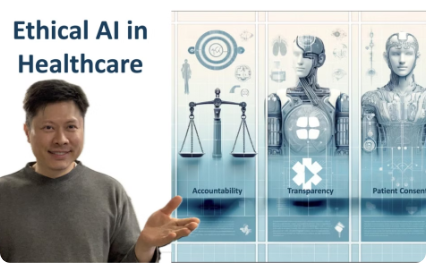 Ethical AI in
Healthcare
Accountability
Transparency
Patient Consent